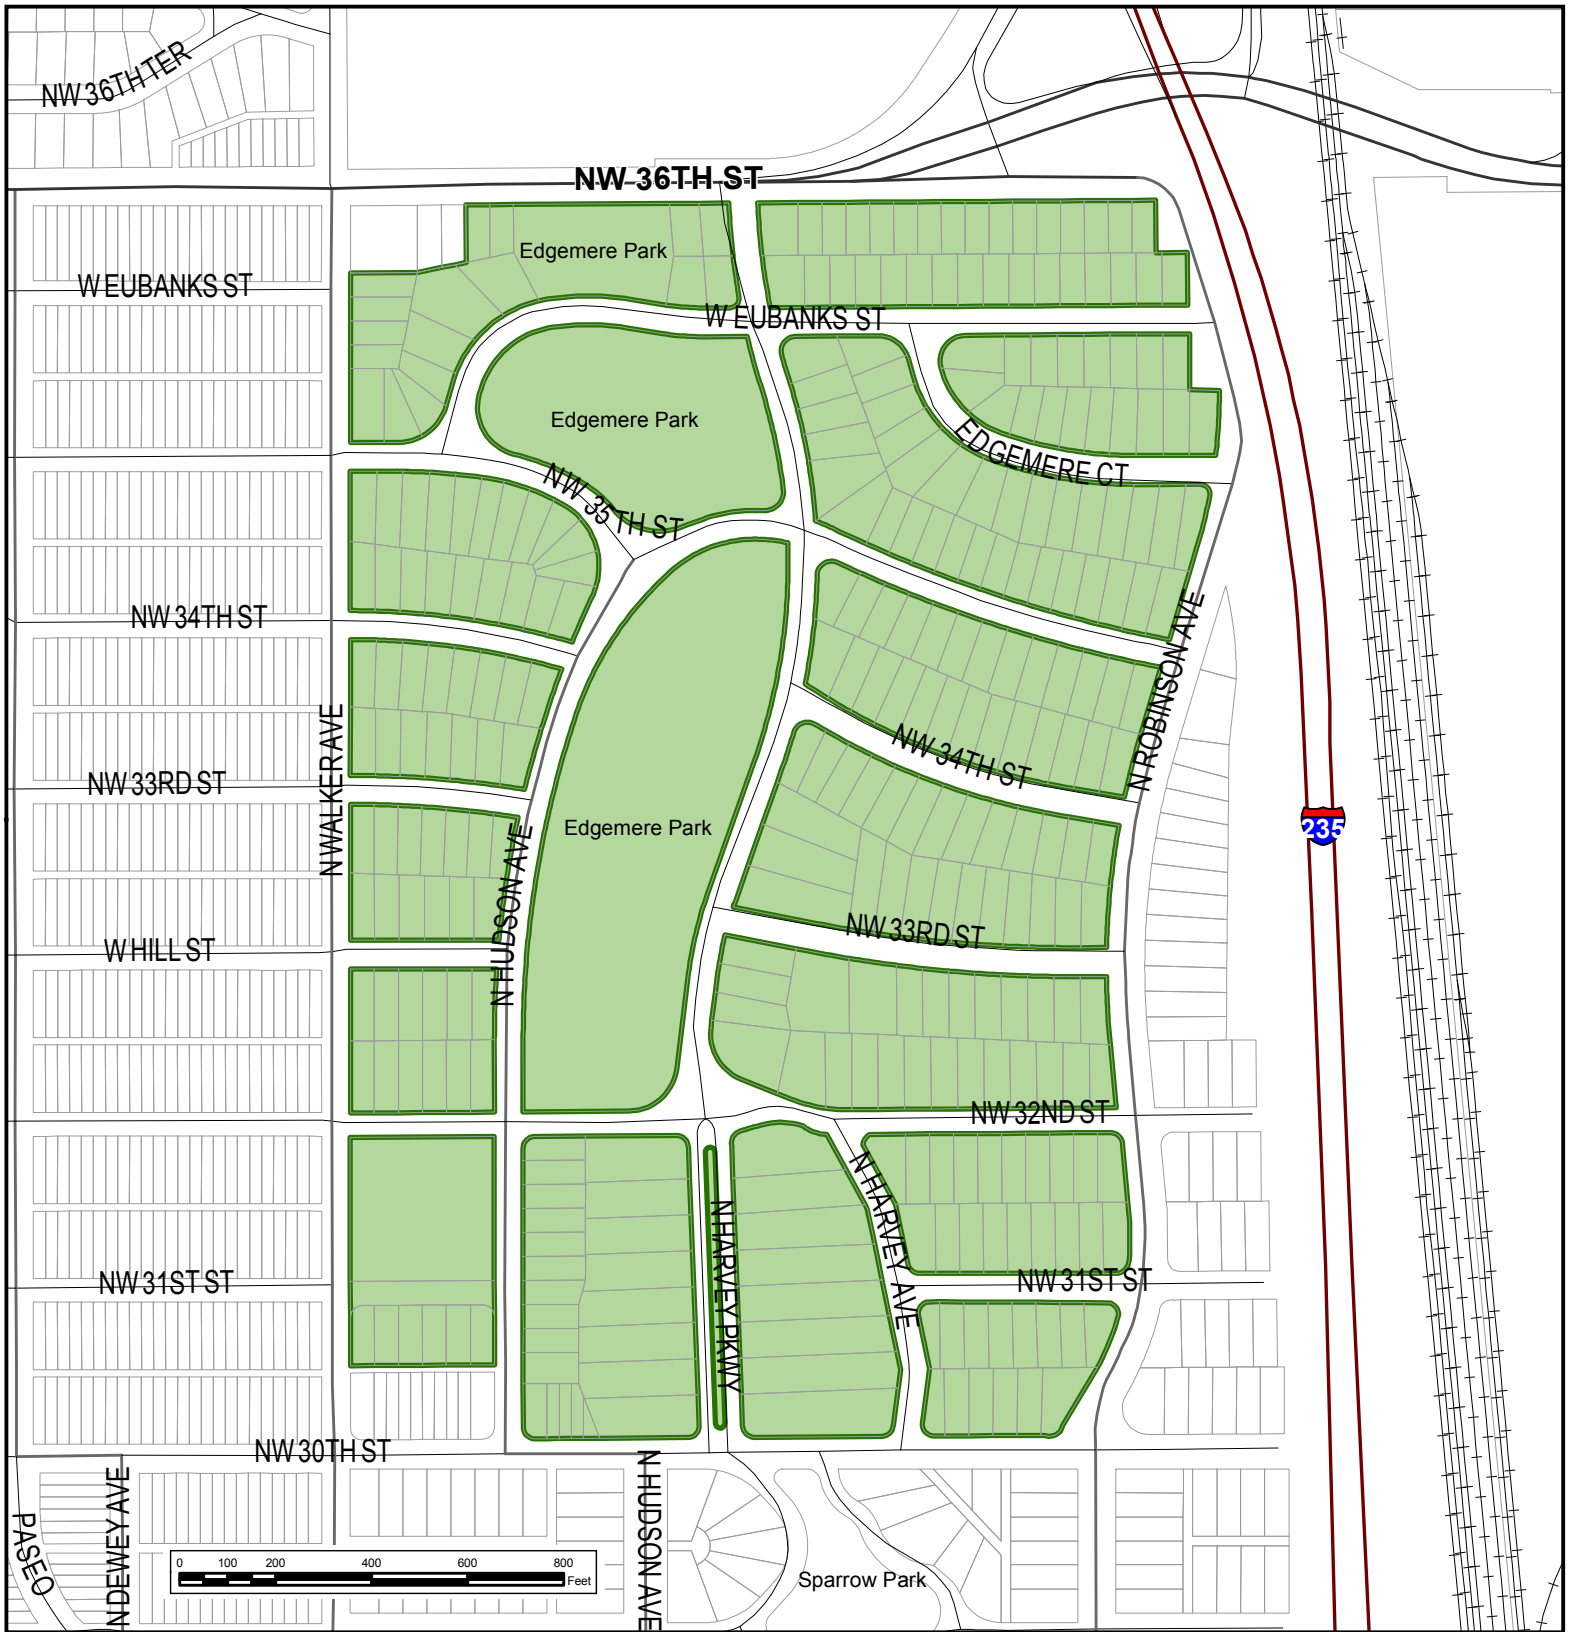 NW 36TH TER
NW 36TH ST
Edgemere Park
W EUBANKS ST
W EUBANKS ST
Edgemere Park
EDGEMERE CT
NW 35TH ST
NW 34TH ST
N ROBINSON AVE
N WALKER AVE
NW 34TH ST
NW 33RD ST
Edgemere Park
235
N HUDSON AVE
NW 33RD ST
W HILL ST
NW 32ND ST
N HARVEY AVE
N HARVEY PKWY
NW 31ST ST
NW 31ST ST
NW 30TH ST
N HUDSON AVE
N DEWEY AVE
PASEO
0 100 200 400 600 800
Feet
Sparrow Park